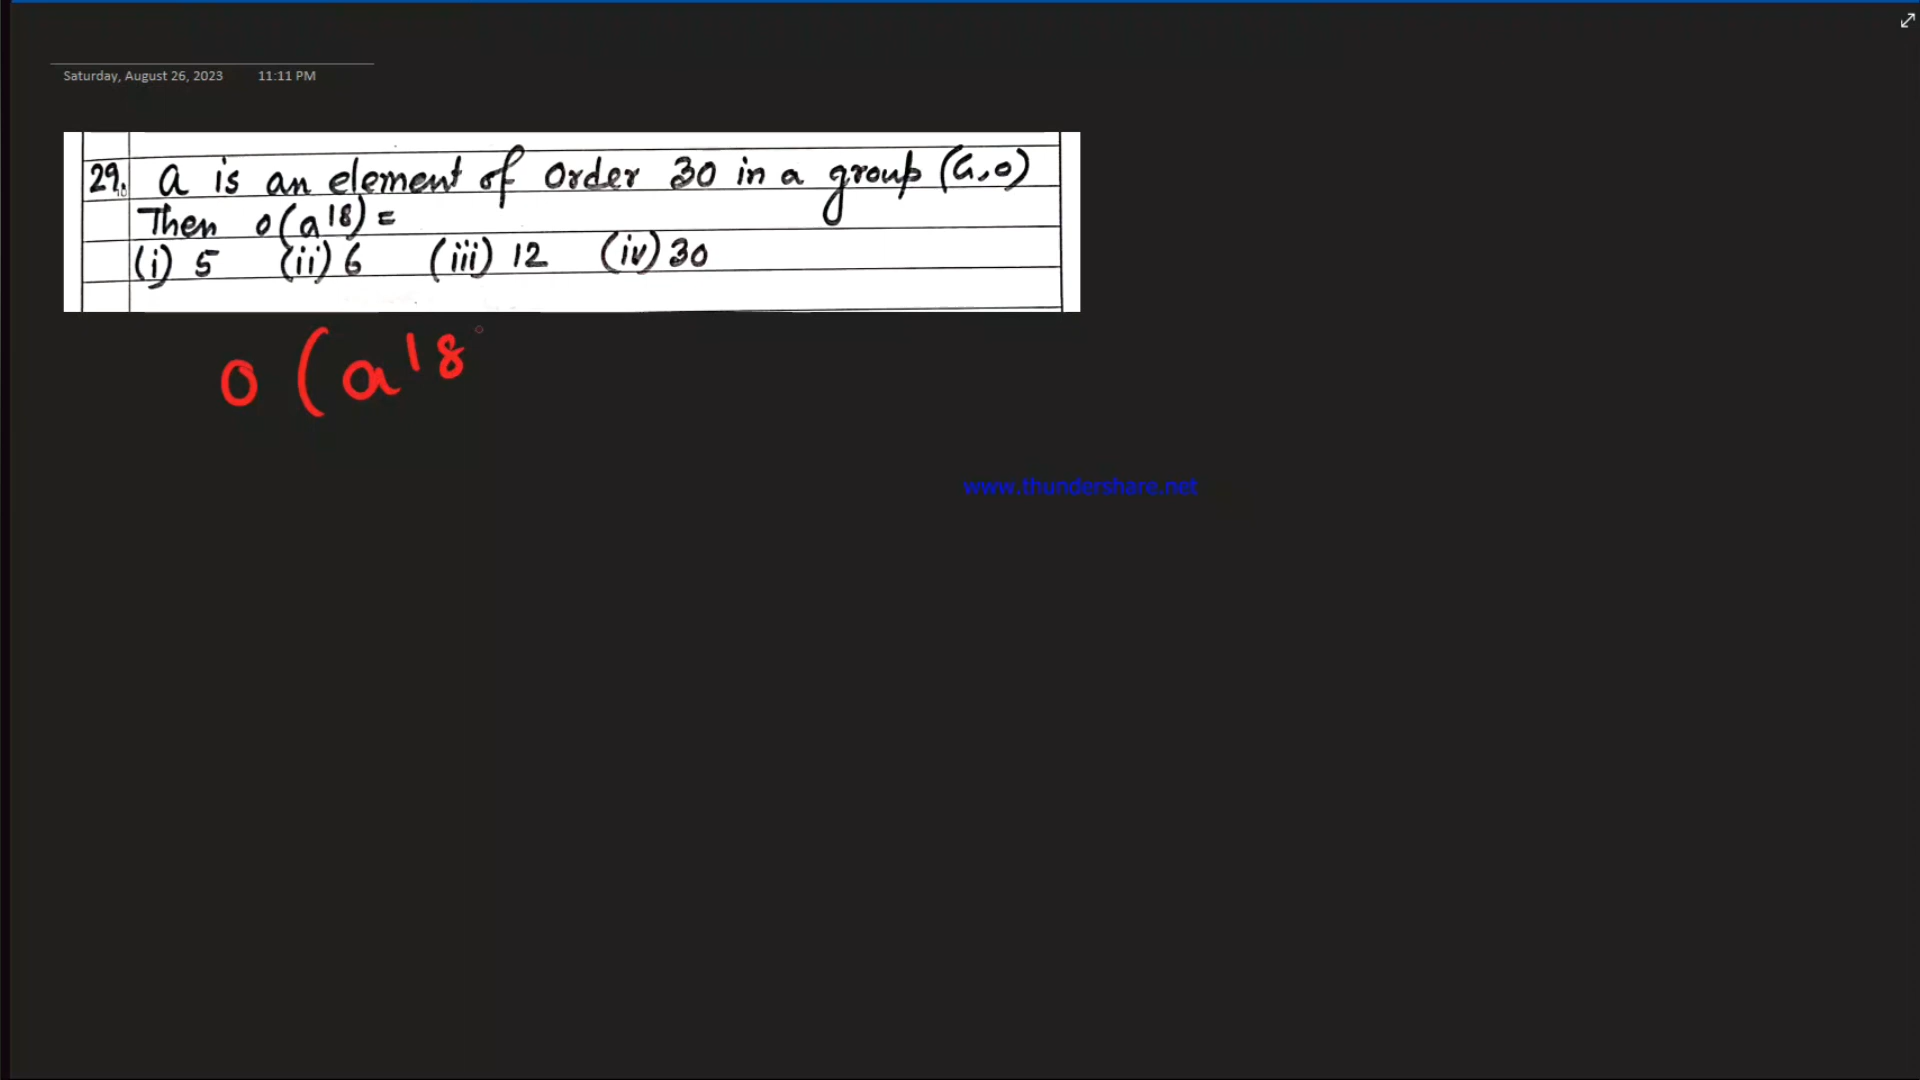 Saturday, August 26, 2023 11:11 PM
29. a is an element of order 30 in a group (G,o)
Then o(a¹⁸) =
(i) 5 (ii) 6 (iii) 12 (iv) 30
o (a¹⁸
www.thundershare.net